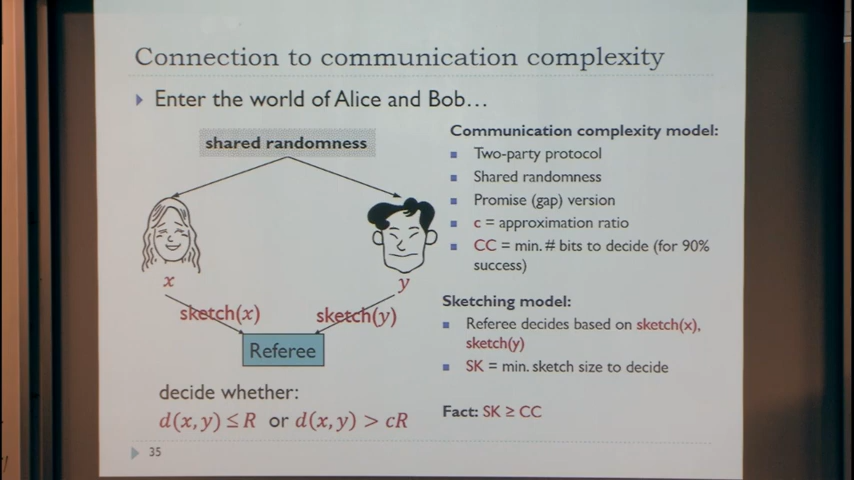 Connection to communication complexity
Enter the world of Alice and Bob…
shared randomness
x
y
sketch(x)
sketch(y)
Referee
decide whether:
d(x, y) ≤ R or d(x, y) > cR
Communication complexity model:
Two-party protocol
Shared randomness
Promise (gap) version
c = approximation ratio
CC = min. # bits to decide (for 90%
success)
Sketching model:
Referee decides based on sketch(x),
sketch(y)
SK = min. sketch size to decide
Fact: SK ≥ CC
35